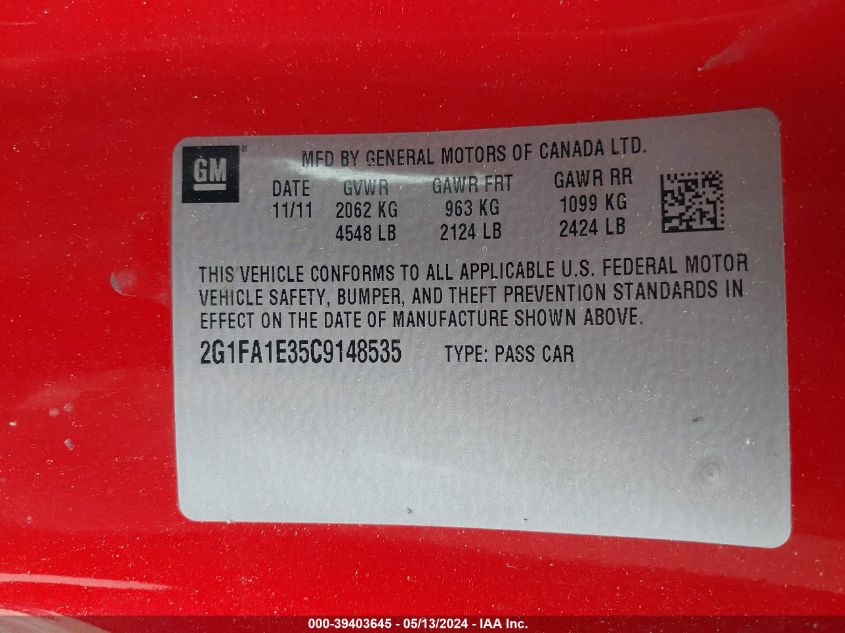 GM ®
MFD BY GENERAL MOTORS OF CANADA LTD.
DATE GVWR GAWR FRT GAWR RR
11/11 2062 KG 963 KG 1099 KG
4548 LB 2124 LB 2424 LB
THIS VEHICLE CONFORMS TO ALL APPLICABLE U.S. FEDERAL MOTOR
VEHICLE SAFETY, BUMPER, AND THEFT PREVENTION STANDARDS IN
EFFECT ON THE DATE OF MANUFACTURE SHOWN ABOVE.
2G1FA1E35C9148535 TYPE: PASS CAR
000-39403645 - 05/13/2024 - IAA Inc.